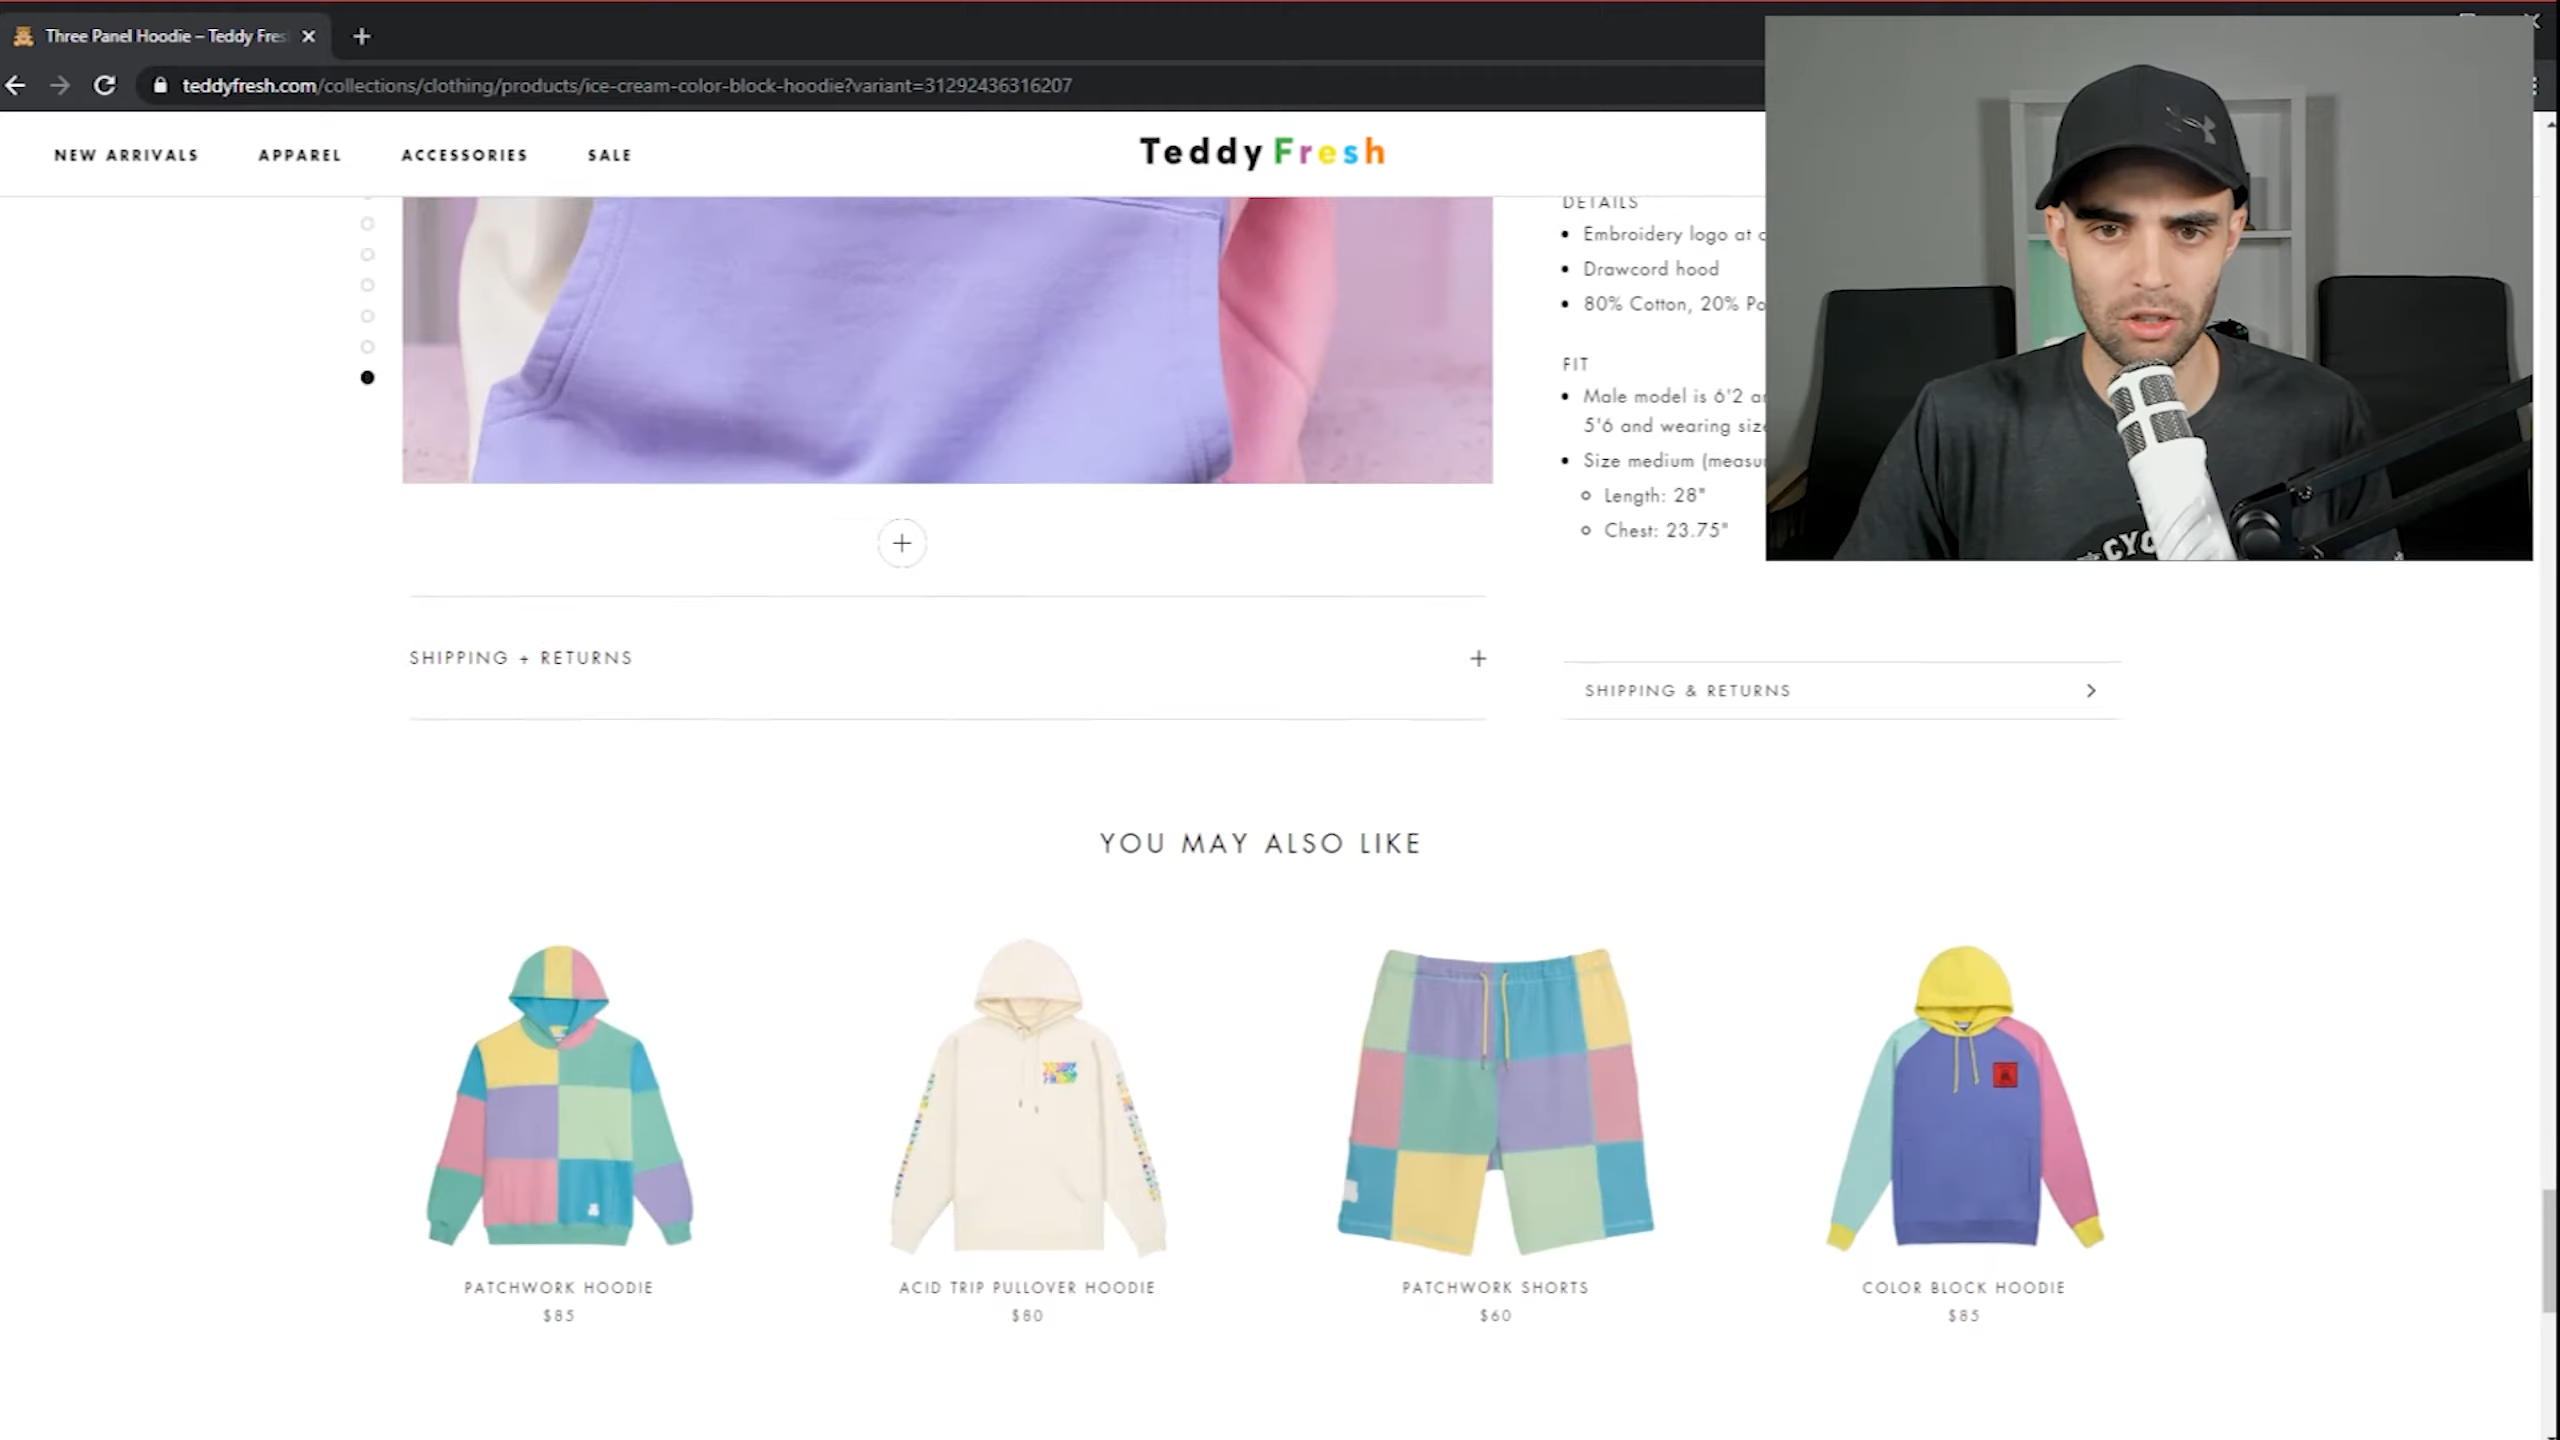 Three Panel Hoodie – Teddy Fres
teddyfresh.com/collections/clothing/products/ice-cream-color-block-hoodie?variant=31292436316207
NEW ARRIVALS APPAREL ACCESSORIES SALE
Teddy Fresh
DETAILS
• Embroidery logo at
• Drawcord hood
• 80% Cotton, 20% Po
FIT
• Male model is 6'2
5'6 and wearing size
• Size medium (measu
Length: 28"
Chest: 23.75"
SHIPPING + RETURNS +
SHIPPING & RETURNS
YOU MAY ALSO LIKE
PATCHWORK HOODIE
$85
ACID TRIP PULLOVER HOODIE
$80
PATCHWORK SHORTS
$60
COLOR BLOCK HOODIE
$85